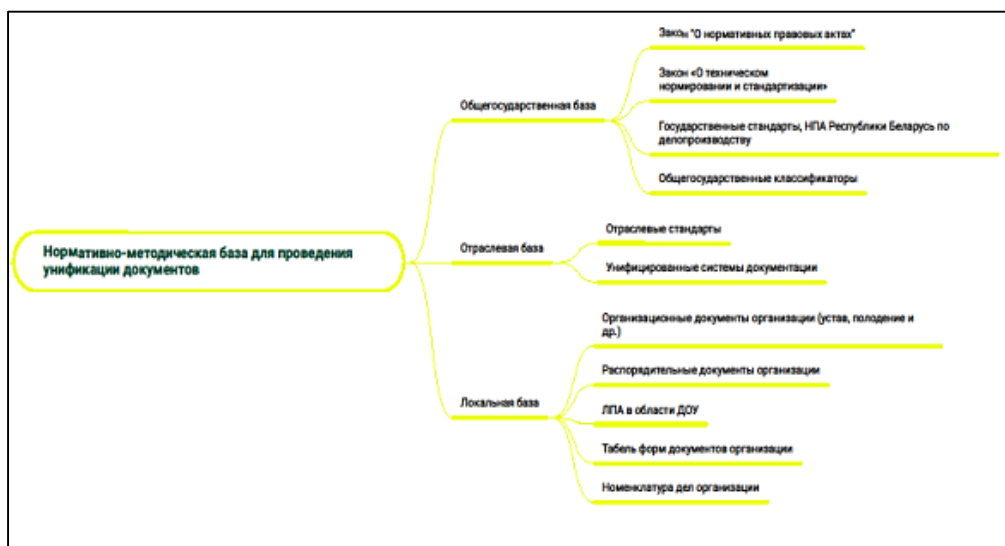 Нормативно-методическая база для проведения
унификации документов
Общегосударственная база
Закон "О нормативных правовых актах"
Закон «О техническом
нормировании и стандартизации»
Государственные стандарты, НПА Республики Беларусь по
делопроизводству
Общегосударственные классификаторы
Отраслевая база
Отраслевые стандарты
Унифицированные системы документации
Локальная база
Организационные документы организации (устав, полодение и
др.)
Распорядительные документы организации
ЛПА в области ДОУ
Табель форм документов организации
Номенклатура дел организации